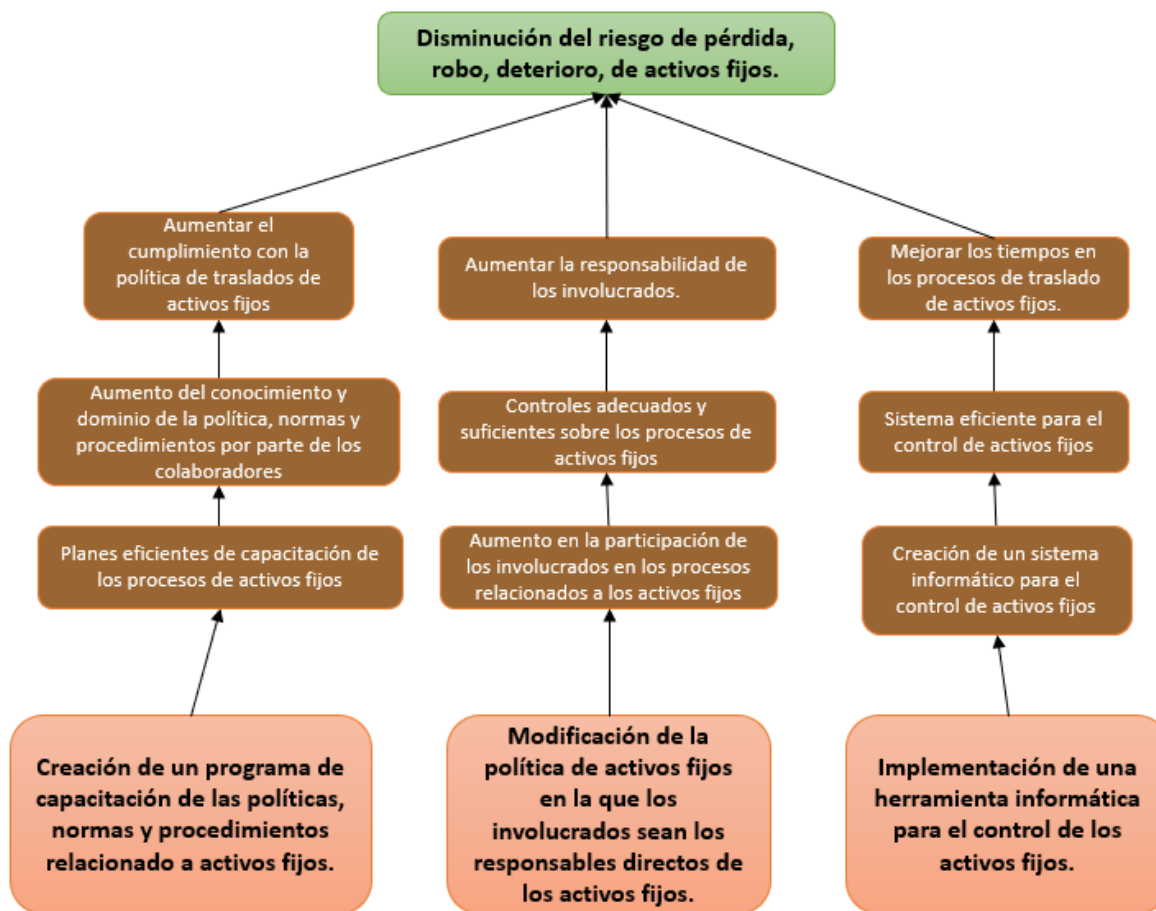 Disminución del riesgo de pérdida,
robo, deterioro, de activos fijos.
Aumentar el
cumplimiento con la
política de traslados de
activos fijos
Aumentar la responsabilidad de
los involucrados.
Mejorar los tiempos en
los procesos de traslado
de activos fijos.
Aumento del conocimiento y
dominio de la política, normas y
procedimientos por parte de los
colaboradores
Controles adecuados y
suficientes sobre los procesos de
activos fijos
Sistema eficiente para el
control de activos fijos
Planes eficientes de capacitación de
los procesos de activos fijos
Aumento en la participación de
los involucrados en los procesos
relacionados a los activos fijos
Creación de un sistema
informático para el
control de activos fijos
Creación de un programa de
capacitación de las políticas,
normas y procedimientos
relacionado a activos fijos.
Modificación de la
política de activos fijos
en la que los
involucrados sean los
responsables directos de
los activos fijos.
Implementación de una
herramienta informática
para el control de los
activos fijos.